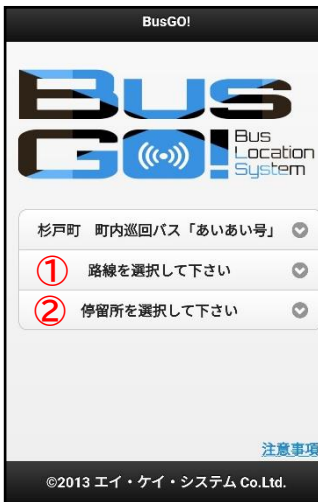 BusGO!
Bus
GO!
Bus
Location
System
杉戸町　町内巡回バス「あいあい号」
① 路線を選択して下さい
② 停留所を選択して下さい
注意事項
©2013 エイ・ケイ・システム Co.Ltd.